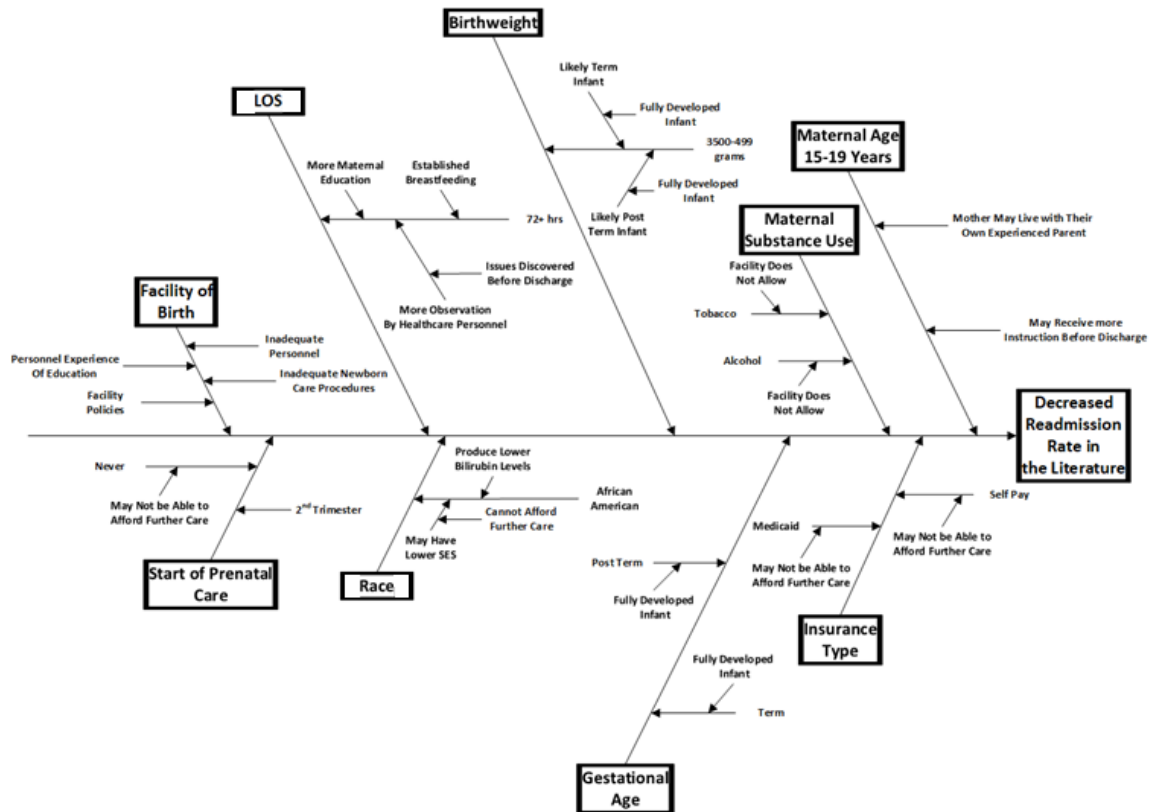 Birthweight
Likely Term
Infant
Fully Developed
Infant
3500-499
grams
Fully Developed
Infant
Likely Post
Term Infant
LOS
More Maternal
Education
Established
Breastfeeding
72+ hrs
Issues Discovered
Before Discharge
More Observation
By Healthcare Personnel
Maternal Age
15-19 Years
Mother May Live with Their
Own Experienced Parent
May Receive more
Instruction Before Discharge
Maternal
Substance Use
Facility Does
Not Allow
Tobacco
Alcohol
Facility Does
Not Allow
Facility of
Birth
Inadequate
Personnel
Personnel Experience
Of Education
Inadequate Newborn
Care Procedures
Facility
Policies
Decreased
Readmission
Rate in
the Literature
Never
May Not be Able to
Afford Further Care
2nd Trimester
Start of Prenatal
Care
Produce Lower
Bilirubin Levels
African
American
Cannot Afford
Further Care
May Have
Lower SES
Race
Post Term
Fully Developed
Infant
Fully Developed
Infant
Term
Gestational
Age
Self Pay
May Not be Able to
Afford Further Care
Medicaid
May Not be Able to
Afford Further Care
Insurance
Type